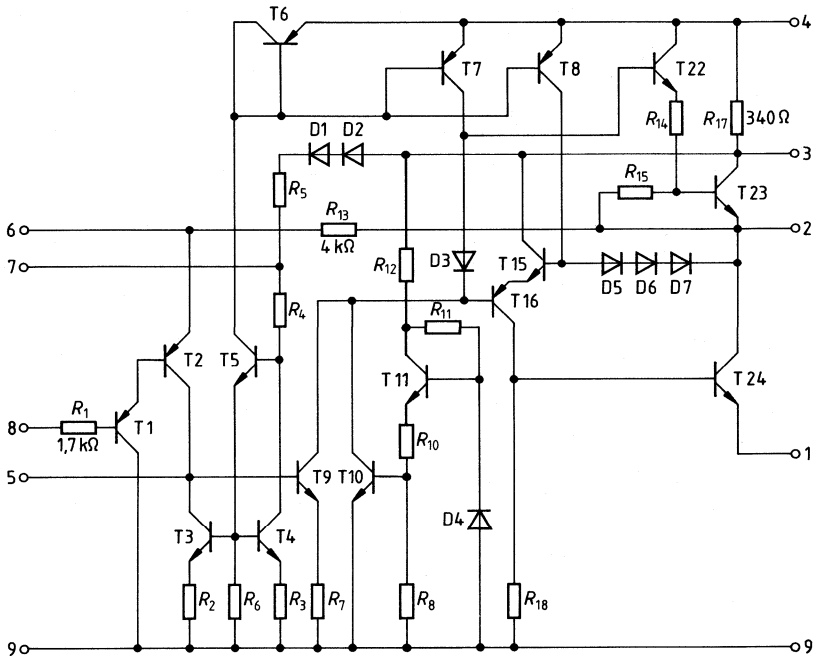 T6
4
T7
T8
T22
R14
R17
340 Ω
D1
D2
3
R5
R15
T23
R13
6
2
4 kΩ
7
R12
D3
T15
D5
D6
D7
T16
R4
R11
T2
T5
T11
T24
R1
8
T1
1,7 kΩ
R10
1
5
T9
T10
D4
T3
T4
R2
R6
R3
R7
R8
R18
9
9